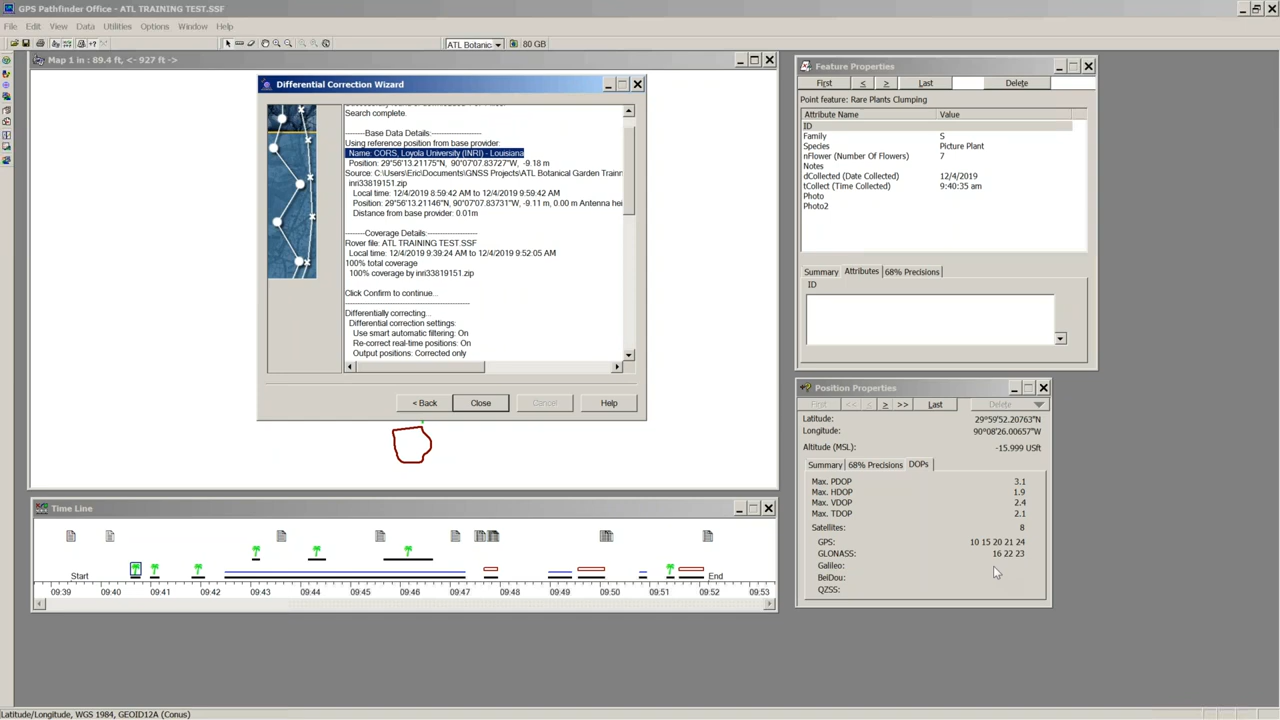 GPS Pathfinder Office - ATL TRAINING TEST.SSF
File Edit View Data Utilities Options Window Help
ATL Botanic 80 GB
Map 1 in : 89.4 ft, <- 927 ft ->
Differential Correction Wizard
Search complete.
--------Base Data Details:--------
Using reference position from base provider:
Name: CORS, Loyola University (INRI) - Louisiana
Position: 29°56'13.21175"N, 90°07'07.83727"W, -9.18 m
Source: C:\Users\Eric\Documents\GNSS Projects\ATL Botanical Garden Trainn
inri33819151.zip
Local time: 12/4/2019 8:59:42 AM to 12/4/2019 9:59:42 AM
Position: 29°56'13.21146"N, 90°07'07.83731"W, -9.11 m, 0.00 m Antenna hei
Distance from base provider: 0.01m
--------Coverage Details:--------
Rover file: ATL TRAINING TEST.SSF
Local time: 12/4/2019 9:39:24 AM to 12/4/2019 9:52:05 AM
100% total coverage
100% coverage by inri33819151.zip
Click Confirm to continue...
Differentially correcting...
Differential correction settings:
Use smart automatic filtering: On
Re-correct real-time positions: On
Output positions: Corrected only
< Back Close Cancel Help
Feature Properties
First < > Last Delete
Point feature: Rare Plants Clumping
Attribute Name Value
ID
Family S
Species Picture Plant
nFlower (Number Of Flowers) 7
Notes
dCollected (Date Collected) 12/4/2019
tCollect (Time Collected) 9:40:35 am
Photo
Photo2
Summary Attributes 68% Precisions
ID
Position Properties
First << < > >> Last Delete
Latitude: 29°59'52.20763"N
Longitude: 90°08'26.00657"W
Altitude (MSL): -15.999 USft
Summary 68% Precisions DOPs
Max. PDOP 3.1
Max. HDOP 1.9
Max. VDOP 2.4
Max. TDOP 2.1
Satellites: 8
GPS: 10 15 20 21 24
GLONASS: 16 22 23
Galileo:
BeiDou:
QZSS:
Time Line
Start End
09:39 09:40 09:41 09:42 09:43 09:44 09:45 09:46 09:47 09:48 09:49 09:50 09:51 09:52 09:53
Latitude/Longitude, WGS 1984, GEOID12A (Conus)